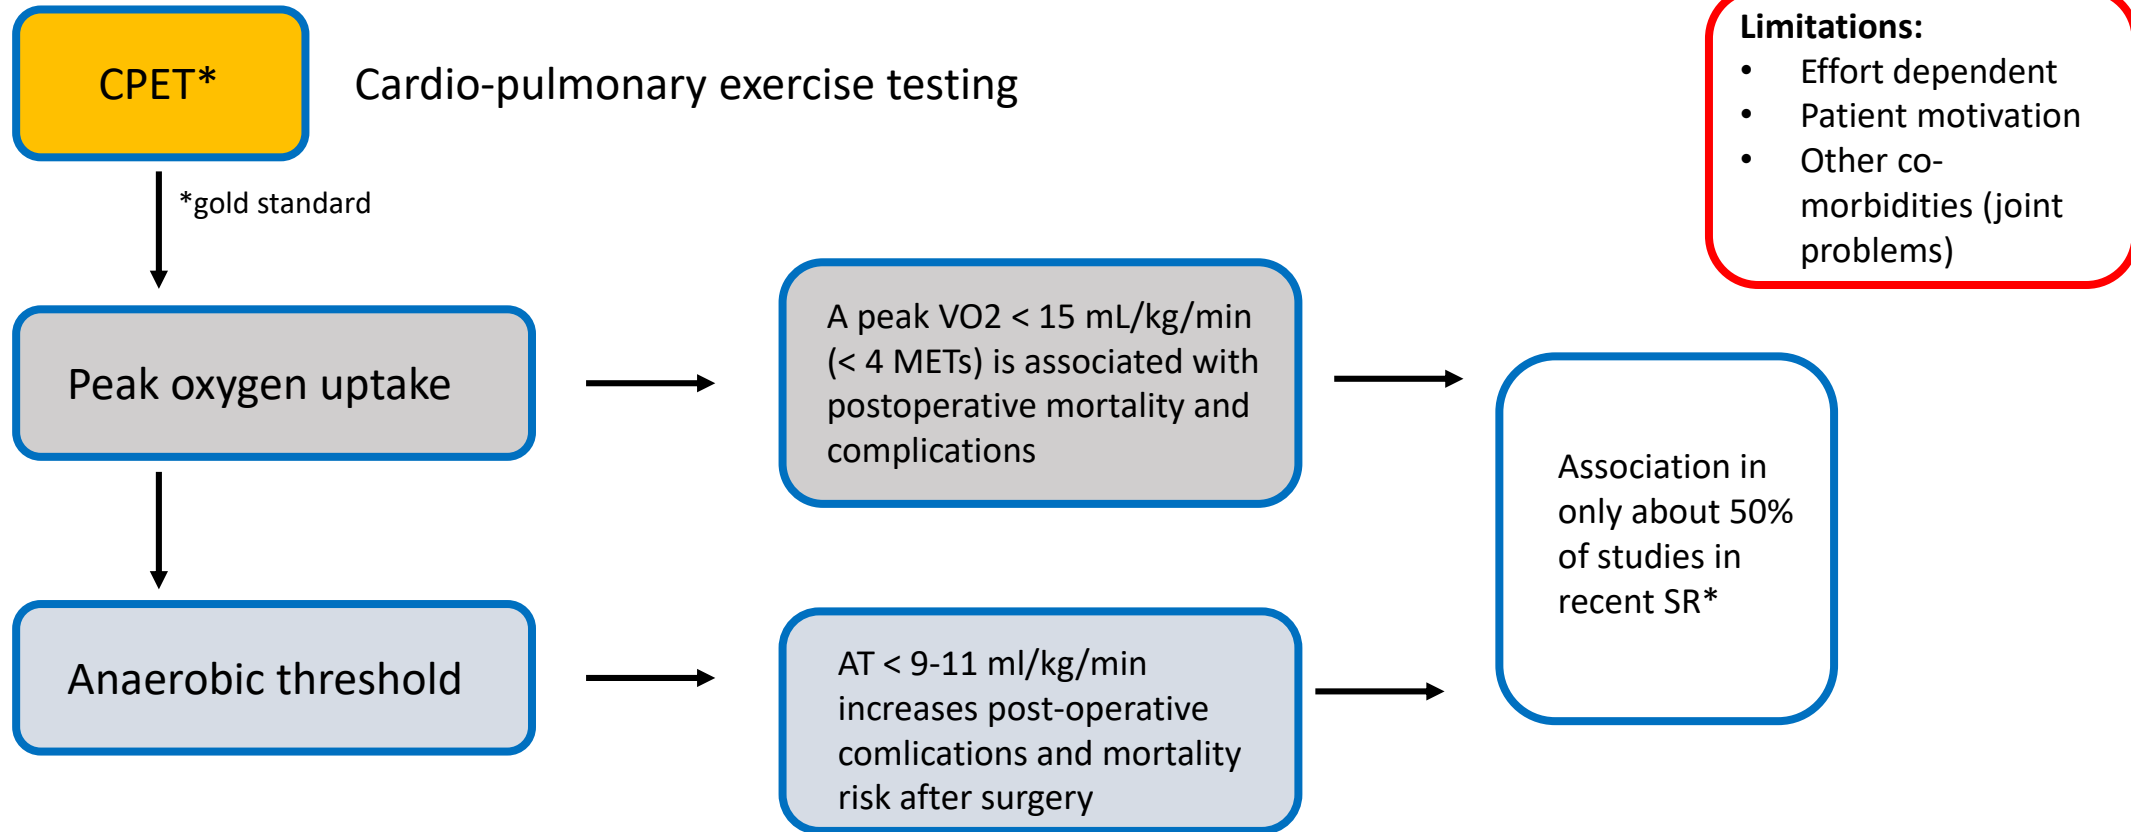 CPET*
Cardio-pulmonary exercise testing
*gold standard
Limitations:
• Effort dependent
• Patient motivation
• Other co-
morbidities (joint
problems)
Peak oxygen uptake
A peak VO2 < 15 mL/kg/min
(< 4 METs) is associated with
postoperative mortality and
complications
Association in
only about 50%
of studies in
recent SR*
Anaerobic threshold
AT < 9-11 ml/kg/min
increases post-operative
comlications and mortality
risk after surgery